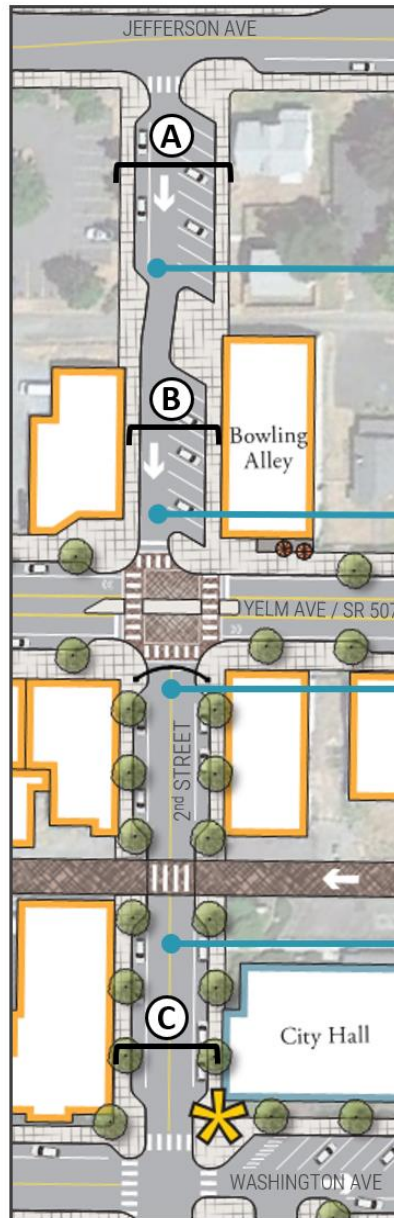 JEFFERSON AVE
A
B
Bowling
Alley
YELM AVE / SR 507
2nd STREET
C
City Hall
WASHINGTON AVE